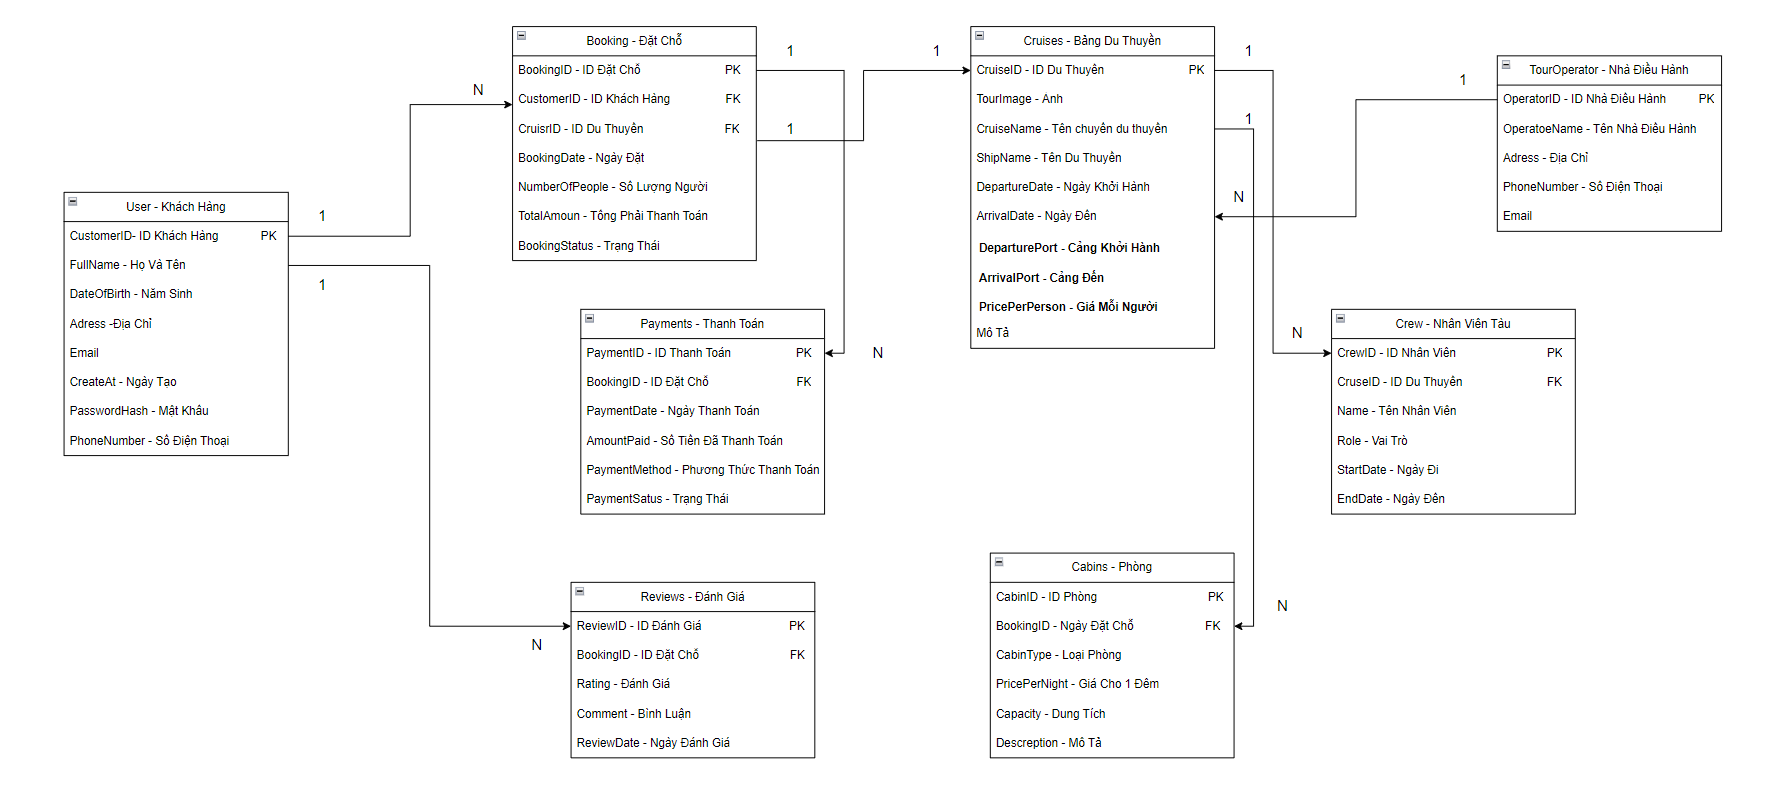 Booking - Đặt Chỗ
BookingID - ID Đặt Chỗ PK
CustomerID - ID Khách Hàng FK
CruisrID - ID Du Thuyền FK
BookingDate - Ngày Đặt
NumberOfPeople - Số Lượng Người
TotalAmoun - Tổng Phải Thanh Toán
BookingStatus - Trạng Thái
Cruises - Bảng Du Thuyền
CruiseID - ID Du Thuyền PK
TourImage - Ảnh
CruiseName - Tên chuyến du thuyền
ShipName - Tên Du Thuyền
DepartureDate - Ngày Khởi Hành
ArrivalDate - Ngày Đến
DeparturePort - Cảng Khởi Hành
ArrivalPort - Cảng Đến
PricePerPerson - Giá Mỗi Người
Mô Tả
TourOperator - Nhà Điều Hành
OperatorID - ID Nhà Điều Hành PK
OperatoeName - Tên Nhà Điều Hành
Adress - Địa Chỉ
PhoneNumber - Số Điện Thoại
Email
User - Khách Hàng
CustomerID- ID Khách Hàng PK
FullName - Họ Và Tên
DateOfBirth - Năm Sinh
Adress -Địa Chỉ
Email
CreateAt - Ngày Tạo
PasswordHash - Mật Khẩu
PhoneNumber - Số Điện Thoại
Payments - Thanh Toán
PaymentID - ID Thanh Toán PK
BookingID - ID Đặt Chỗ FK
PaymentDate - Ngày Thanh Toán
AmountPaid - Số Tiền Đã Thanh Toán
PaymentMethod - Phương Thức Thanh Toán
PaymentSatus - Trạng Thái
Crew - Nhân Viên Tàu
CrewID - ID Nhân Viên PK
CruseID - ID Du Thuyền FK
Name - Tên Nhân Viên
Role - Vai Trò
StartDate - Ngày Đi
EndDate - Ngày Đến
Reviews - Đánh Giá
ReviewID - ID Đánh Giá PK
BookingID - ID Đặt Chỗ FK
Rating - Đánh Giá
Comment - Bình Luận
ReviewDate - Ngày Đánh Giá
Cabins - Phòng
CabinID - ID Phòng PK
BookingID - Ngày Đặt Chỗ FK
CabinType - Loại Phòng
PricePerNight - Giá Cho 1 Đêm
Capacity - Dung Tích
Descreption - Mô Tả
1
N
1
N
1
N
1
1
1
N
1
N
1
N